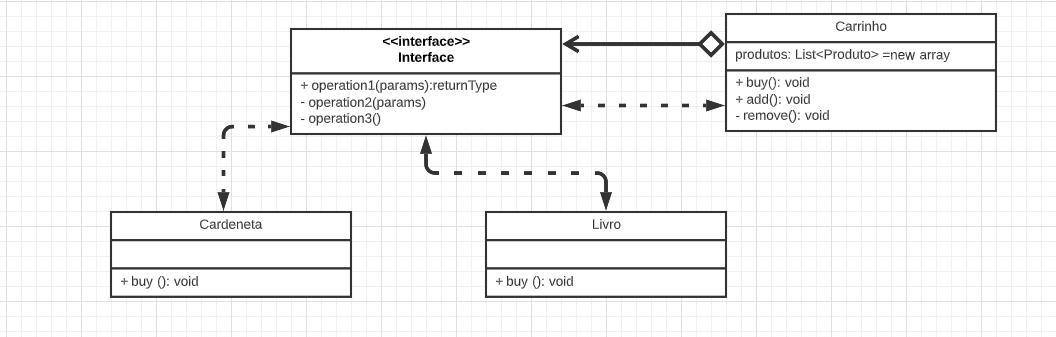 <<interface>>
Interface
+ operation1(params):returnType
- operation2(params)
- operation3()
Carrinho
produtos: List<Produto> =new array
+ buy(): void
+ add(): void
- remove(): void
Cardeneta
+ buy (): void
Livro
+ buy (): void